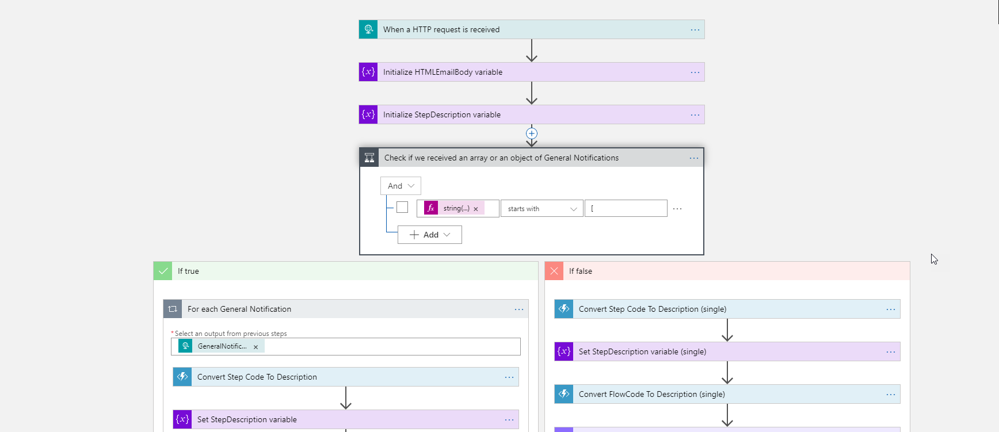 When a HTTP request is received
{x} Initialize HTMLEmailBody variable
{x} Initialize StepDescription variable
Check if we received an array or an object of General Notifications
And
fx string(...) × starts with [
+ Add
If true
If false
For each General Notification
Convert Step Code To Description (single)
* Select an output from previous steps
GeneralNotific... ×
{x} Set StepDescription variable (single)
Convert Step Code To Description
Convert FlowCode To Description (single)
{x} Set StepDescription variable